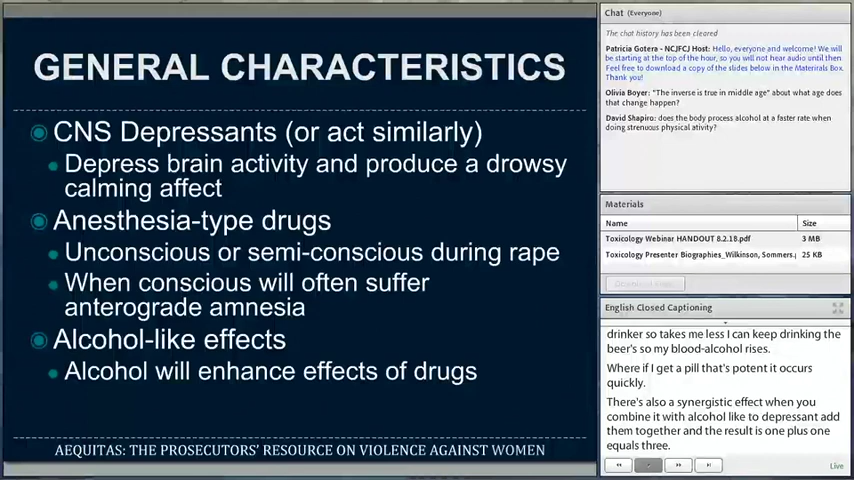 GENERAL CHARACTERISTICS
CNS Depressants (or act similarly)
Depress brain activity and produce a drowsy
calming affect
Anesthesia-type drugs
Unconscious or semi-conscious during rape
When conscious will often suffer
anterograde amnesia
Alcohol-like effects
Alcohol will enhance effects of drugs
AEQUITAS: THE PROSECUTORS' RESOURCE ON VIOLENCE AGAINST WOMEN
Chat (Everyone)
The chat history has been cleared
Patricia Gotera - NCJFCJ Host: Hello, everyone and welcome! We will
be starting at the top of the hour, so you will not hear audio until then.
Feel free to download a copy of the slides below in the Materirals Box.
Thank you!
Olivia Boyer: "The inverse is true in middle age" about what age does
that change happen?
David Shapiro: does the body process alcohol at a faster rate when
doing strenuous physical ativity?
Materials
Name Size
Toxicology Webinar HANDOUT 8.2.18.pdf 3 MB
Toxicology Presenter Biographies_Wilkinson, Sommers.p 25 KB
English Closed Captioning
drinker so takes me less I can keep drinking the
beer's so my blood-alcohol rises.
Where if I get a pill that's potent it occurs
quickly.
There's also a synergistic effect when you
combine it with alcohol like to depressant add
them together and the result is one plus one
equals three.
Live